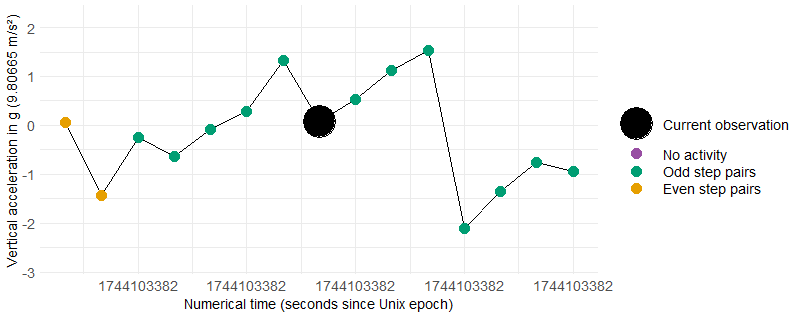 Vertical acceleration in g (9.80665 m/s²)
2
1
0
-1
-2
-3
1744103382 1744103382 1744103382 1744103382 1744103382
Numerical time (seconds since Unix epoch)
Current observation
No activity
Odd step pairs
Even step pairs